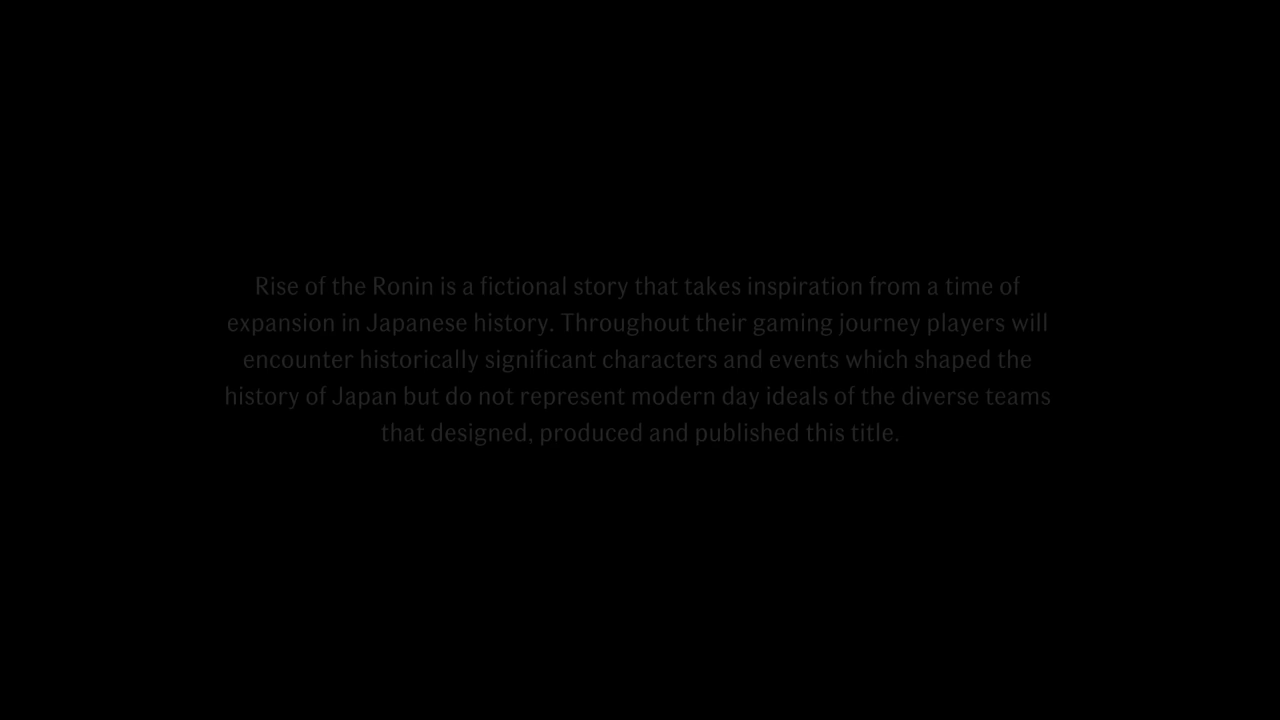 Rise of the Ronin is a fictional story that takes inspiration from a time of
expansion in Japanese history. Throughout their gaming journey players will
encounter historically significant characters and events which shaped the
history of Japan but do not represent modern day ideals of the diverse teams
that designed, produced and published this title.